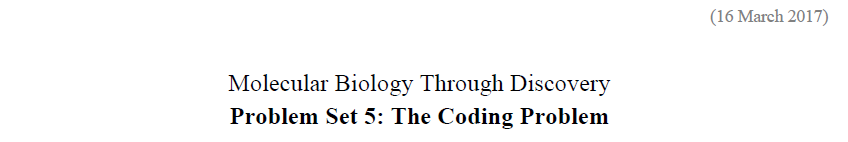 (16 March 2017)
Molecular Biology Through Discovery
Problem Set 5: The Coding Problem